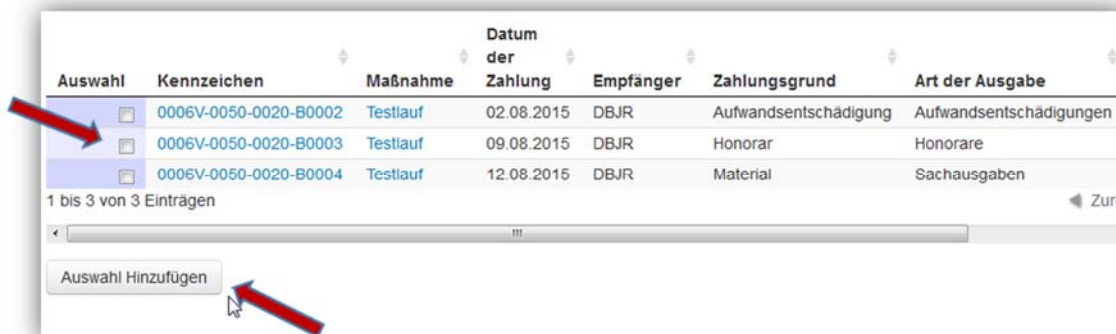 Auswahl Kennzeichen Maßnahme Datum der Zahlung Empfänger Zahlungsgrund Art der Ausgabe
0006V-0050-0020-B0002 Testlauf 02.08.2015 DBJR Aufwandsentschädigung Aufwandsentschädigungen
0006V-0050-0020-B0003 Testlauf 09.08.2015 DBJR Honorar Honorare
0006V-0050-0020-B0004 Testlauf 12.08.2015 DBJR Material Sachausgaben
1 bis 3 von 3 Einträgen
Auswahl Hinzufügen